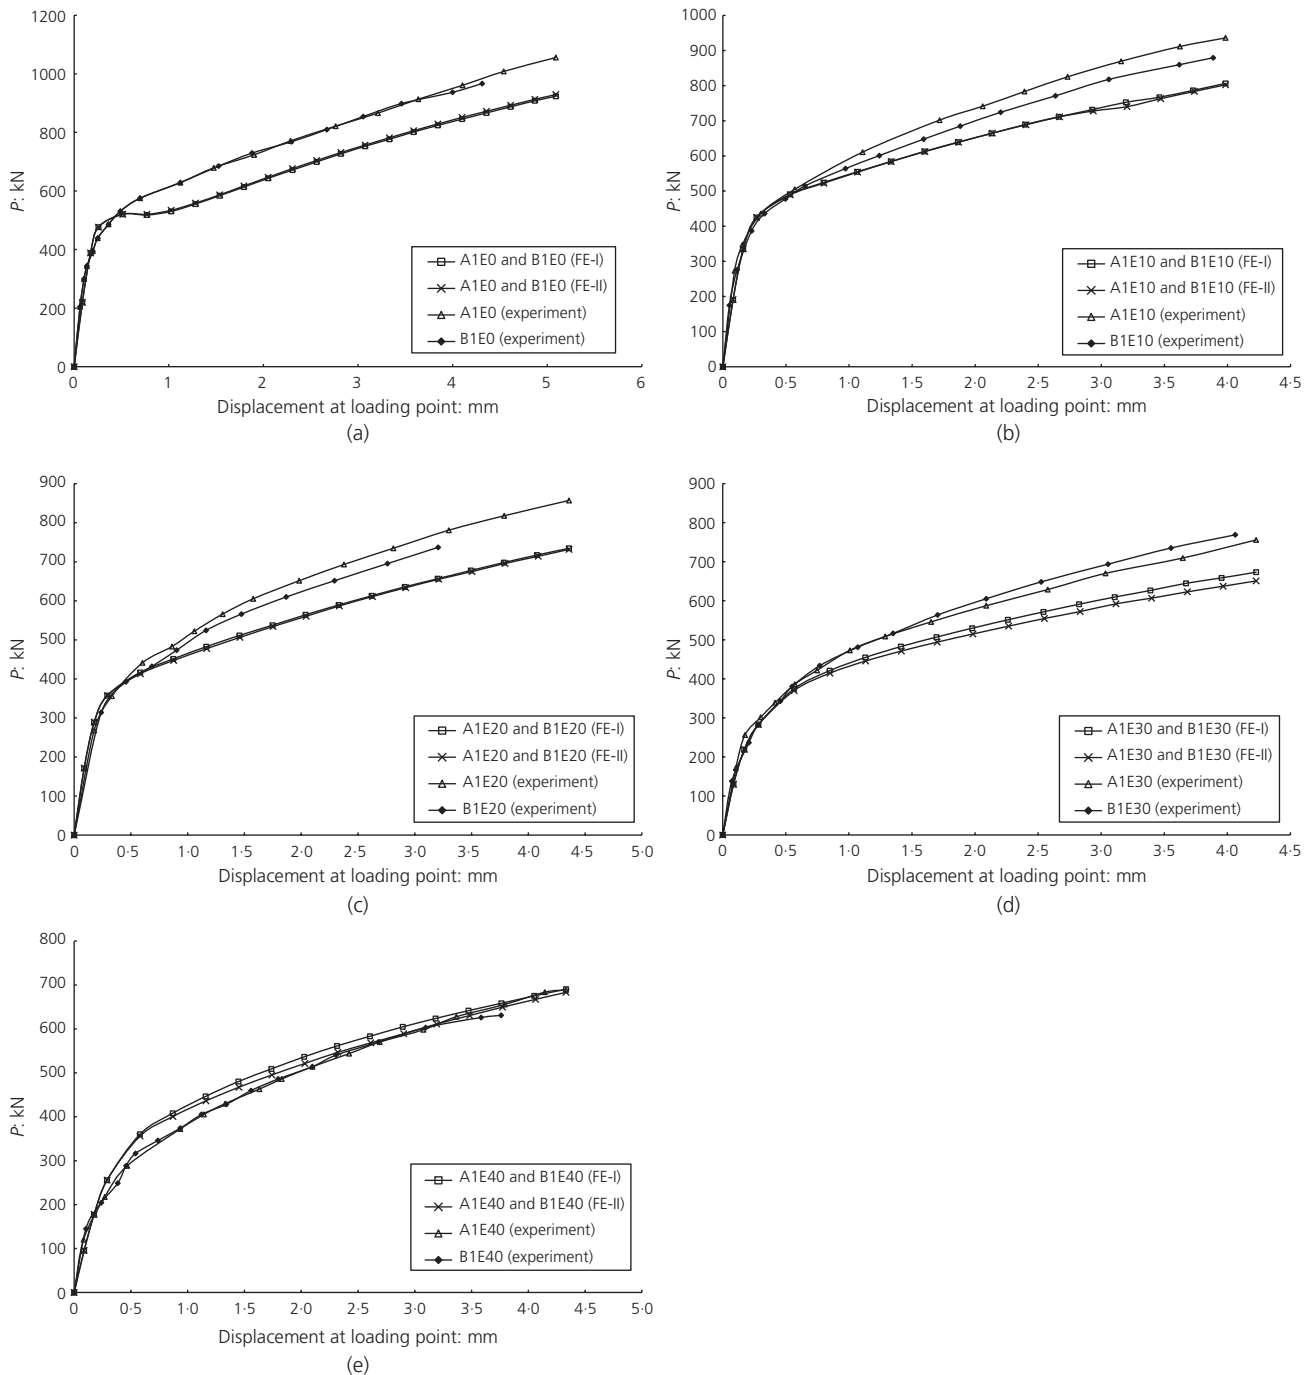 1200
1000
800
600
400
200
0
P: kN
0 1 2 3 4 5 6
Displacement at loading point: mm
(a)
A1E0 and B1E0 (FE-I)
A1E0 and B1E0 (FE-II)
A1E0 (experiment)
B1E0 (experiment)
1000
900
800
700
600
500
400
300
200
100
0
P: kN
0 0·5 1·0 1·5 2·0 2·5 3·0 3·5 4·0 4·5
Displacement at loading point: mm
(b)
A1E10 and B1E10 (FE-I)
A1E10 and B1E10 (FE-II)
A1E10 (experiment)
B1E10 (experiment)
900
800
700
600
500
400
300
200
100
0
P: kN
0 0·5 1·0 1·5 2·0 2·5 3·0 3·5 4·0 4·5 5·0
Displacement at loading point: mm
(c)
A1E20 and B1E20 (FE-I)
A1E20 and B1E20 (FE-II)
A1E20 (experiment)
B1E20 (experiment)
900
800
700
600
500
400
300
200
100
0
P: kN
0 0·5 1·0 1·5 2·0 2·5 3·0 3·5 4·0 4·5
Displacement at loading point: mm
(d)
A1E30 and B1E30 (FE-I)
A1E30 and B1E30 (FE-II)
A1E30 (experiment)
B1E30 (experiment)
800
700
600
500
400
300
200
100
0
P: kN
0 0·5 1·0 1·5 2·0 2·5 3·0 3·5 4·0 4·5 5·0
Displacement at loading point: mm
(e)
A1E40 and B1E40 (FE-I)
A1E40 and B1E40 (FE-II)
A1E40 (experiment)
B1E40 (experiment)